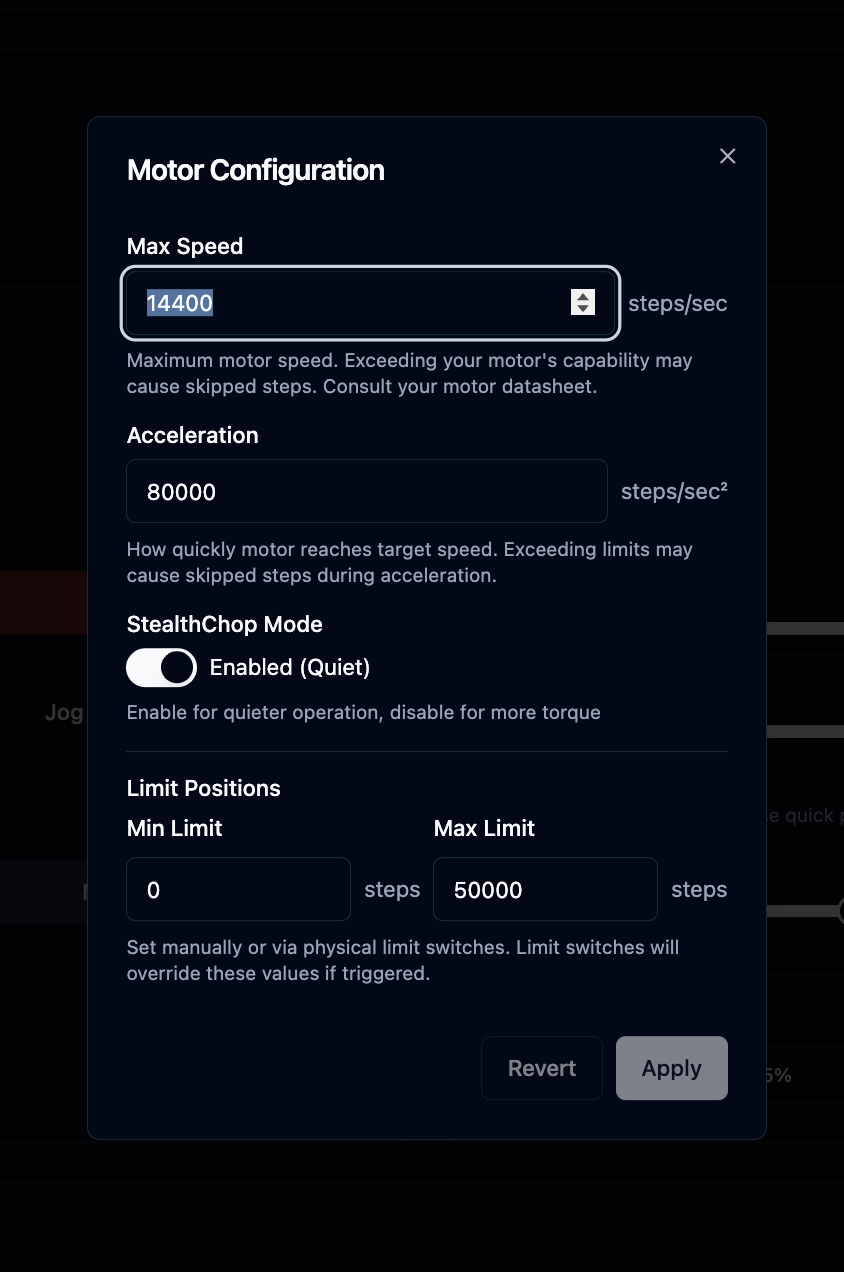 Motor Configuration
Max Speed
14400 steps/sec
Maximum motor speed. Exceeding your motor's capability may
cause skipped steps. Consult your motor datasheet.
Acceleration
80000 steps/sec²
How quickly motor reaches target speed. Exceeding limits may
cause skipped steps during acceleration.
StealthChop Mode
Enabled (Quiet)
Jog
Enable for quieter operation, disable for more torque
Limit Positions
Min Limit Max Limit
0 steps 50000 steps
quick
Set manually or via physical limit switches. Limit switches will
override these values if triggered.
Revert Apply
5%